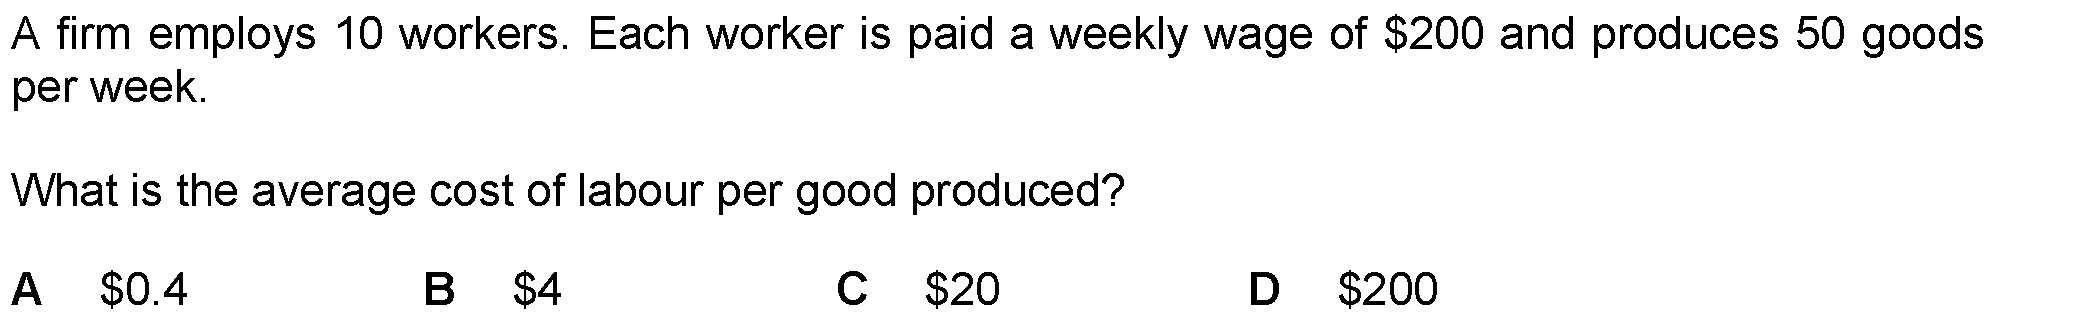 A firm employs 10 workers. Each worker is paid a weekly wage of $200 and produces 50 goods
per week.
What is the average cost of labour per good produced?
A $0.4 B $4 C $20 D $200